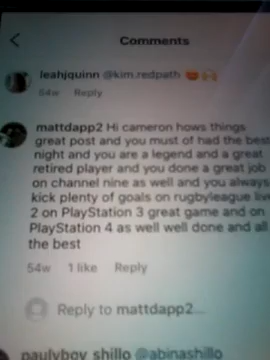 Comments
leahjquinn @kim.redpath
54w Reply
mattdapp2 Hi cameron hows things
great post and you must of had the best
night and you are a legend and a great
retired player and you done a great job
on channel nine as well and you always
kick plenty of goals on rugbyleague live
2 on PlayStation 3 great game and on
PlayStation 4 as well well done and all
the best
54w 1 like Reply
Reply to mattdapp2...
paulyboy_shillo @abinashillo